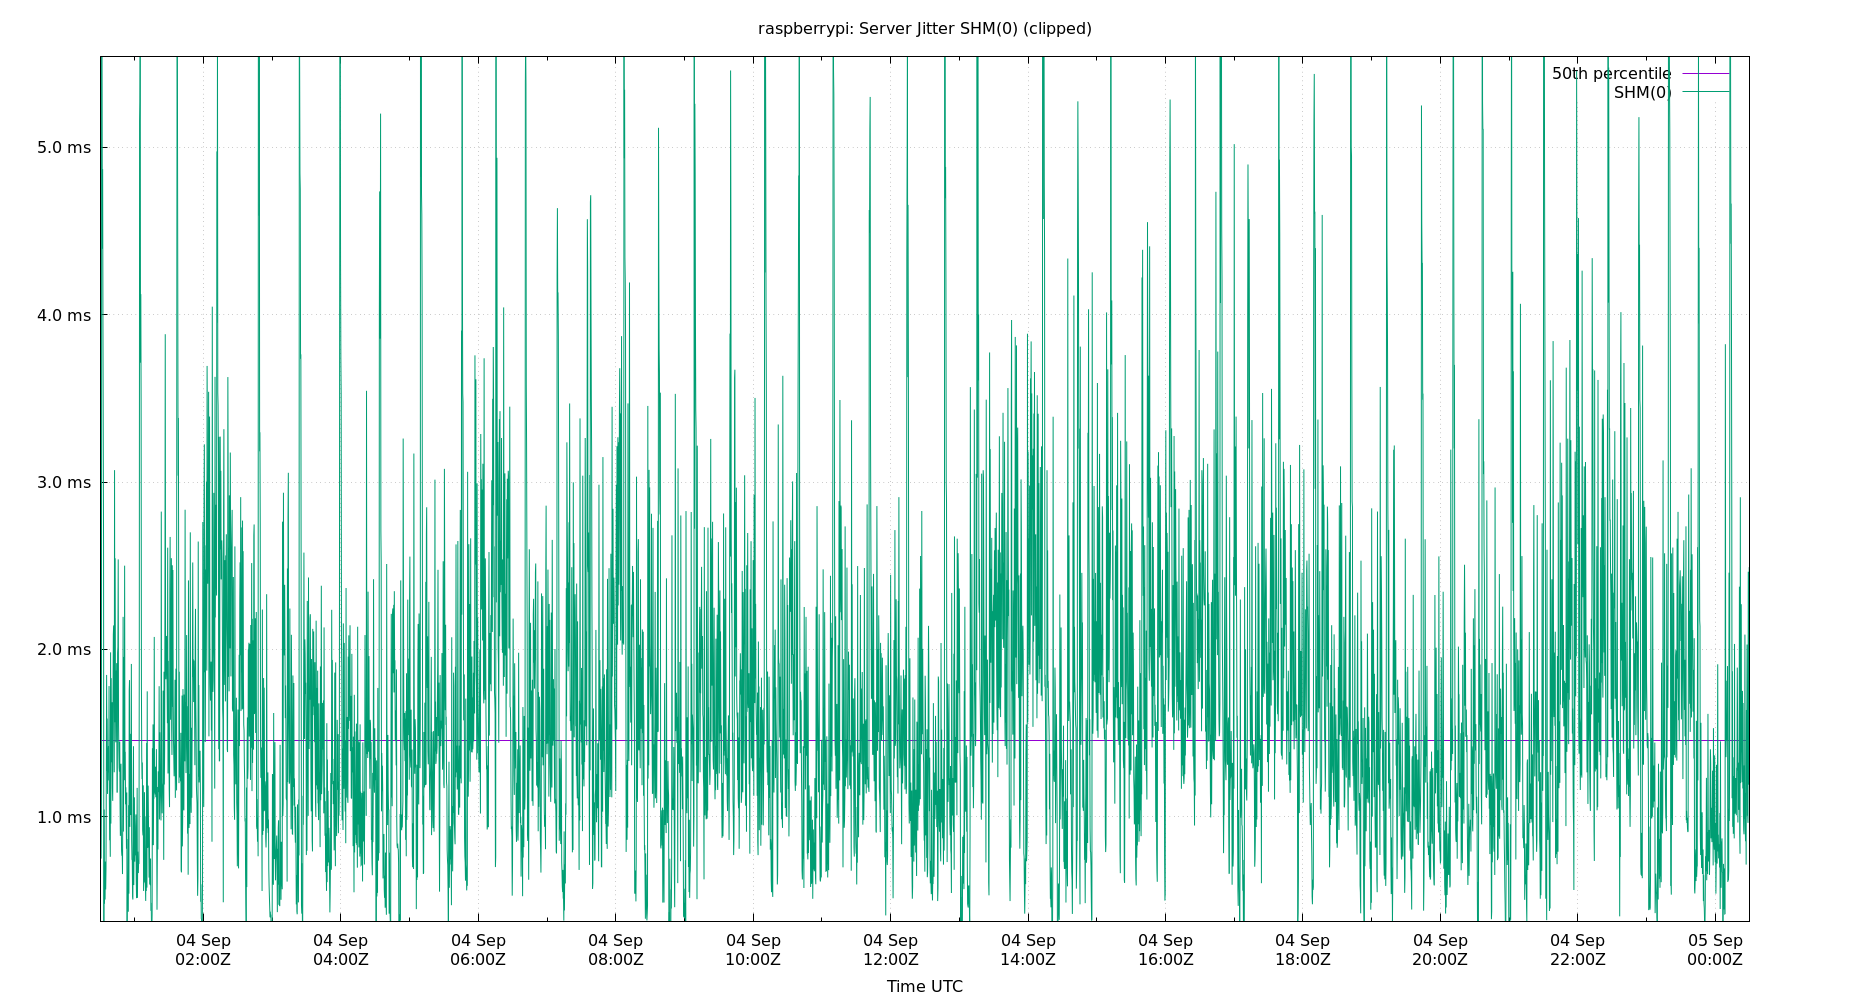 raspberrypi: Server Jitter SHM(0) (clipped)
50th percentile
SHM(0)
5.0 ms
4.0 ms
3.0 ms
2.0 ms
1.0 ms
04 Sep 04 Sep 04 Sep 04 Sep 04 Sep 04 Sep 04 Sep 04 Sep 04 Sep 04 Sep 04 Sep 05 Sep
02:00Z 04:00Z 06:00Z 08:00Z 10:00Z 12:00Z 14:00Z 16:00Z 18:00Z 20:00Z 22:00Z 00:00Z
Time UTC